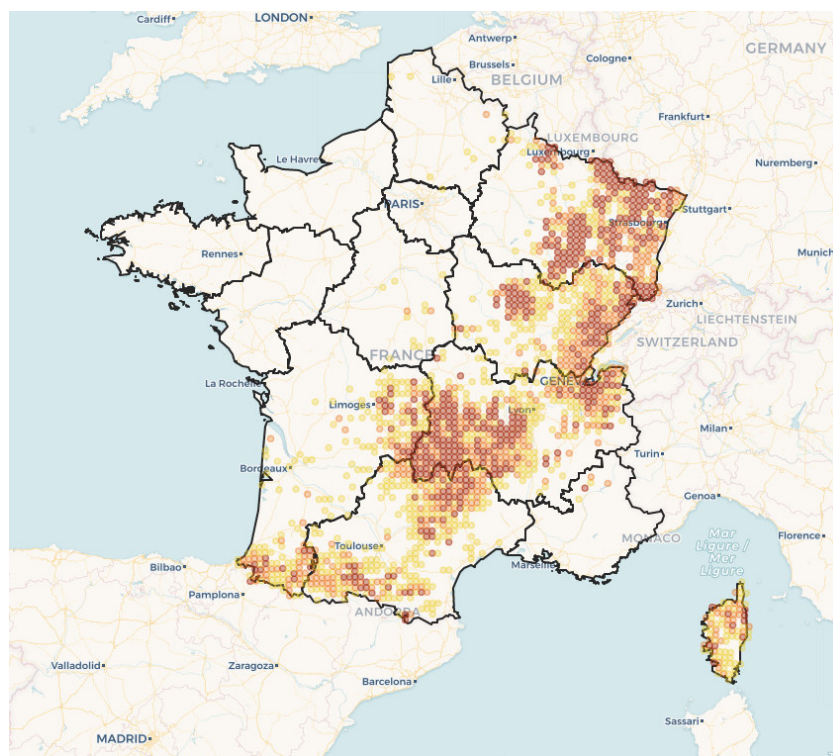 Cardiff
LONDON
GERMANY
Antwerp
Cologne
Brussels
Lille
BELGIUM
Frankfurt
LUXEMBOURG
Luxembourg
Le Havre
Nuremberg
PARIS
Stuttgart
Strasbourg
Rennes
Munich
Zurich
LIECHTENSTEIN
SWITZERLAND
FRANCE
GENEV
La Rochelle
Limoges
Lyon
Milan
Turin
Bordeaux
Genoa
Mar
Ligure /
Mer
Ligure
MONACO
Florence
Toulouse
Bilbao
Marseille
Pamplona
ANDORRA
Valladolid
Zaragoza
Barcelona
Sassari
MADRID